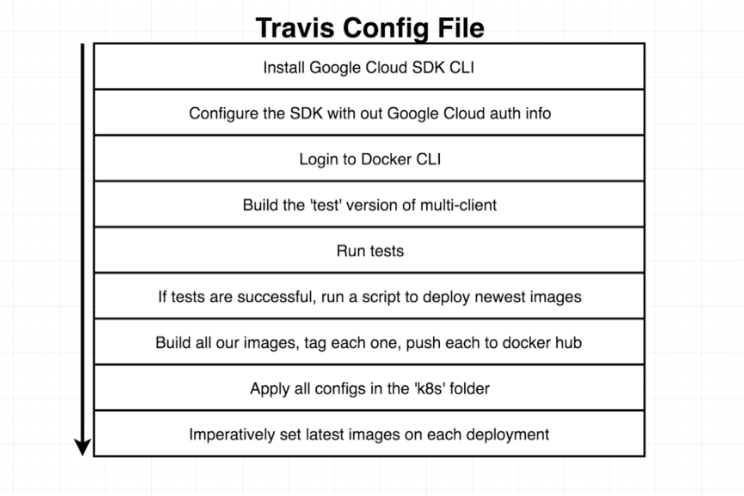 Travis Config File
Install Google Cloud SDK CLI
Configure the SDK with out Google Cloud auth info
Login to Docker CLI
Build the 'test' version of multi-client
Run tests
If tests are successful, run a script to deploy newest images
Build all our images, tag each one, push each to docker hub
Apply all configs in the 'k8s' folder
Imperatively set latest images on each deployment